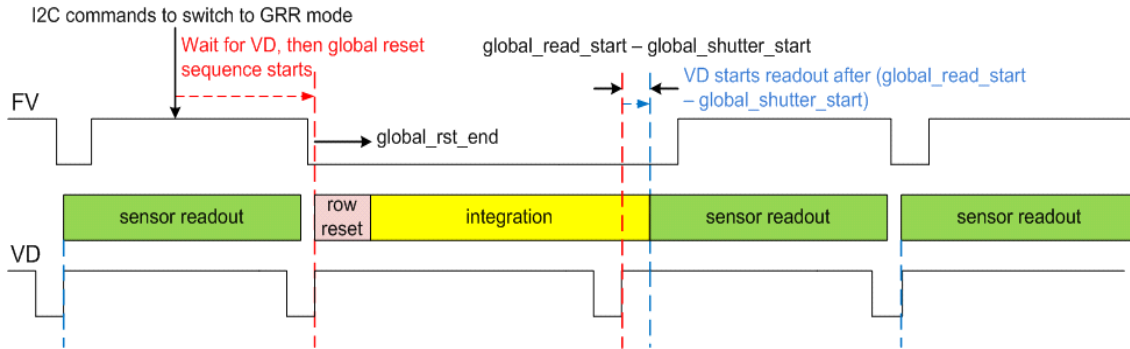 I2C commands to switch to GRR mode
Wait for VD, then global reset
sequence starts
global_read_start – global_shutter_start
VD starts readout after (global_read_start
– global_shutter_start)
FV
global_rst_end
sensor readout
row
reset
integration
sensor readout
sensor readout
VD